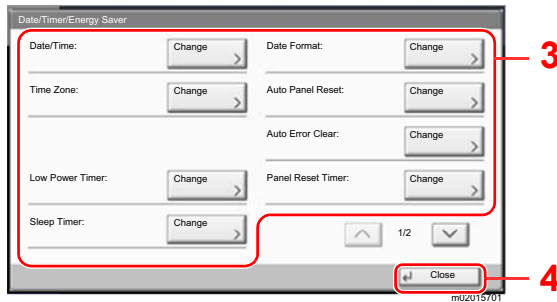 Date/Timer/Energy Saver
Date/Time: Change Date Format: Change
Time Zone: Change Auto Panel Reset: Change
Auto Error Clear: Change
Low Power Timer: Change Panel Reset Timer: Change
Sleep Timer: Change 1/2
Close
3
4
m02015701